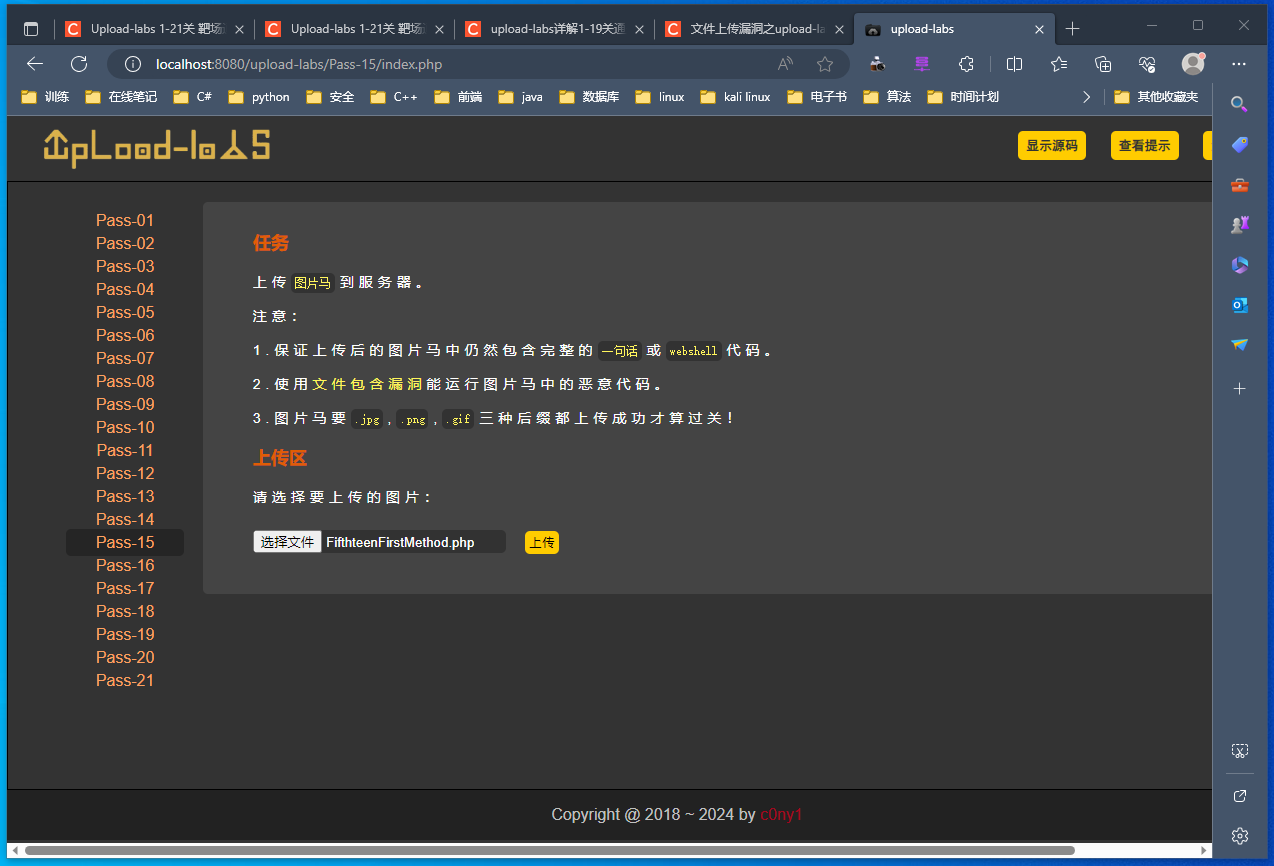 Upload-labs 1-21关 靶场
Upload-labs 1-21关 靶场
upload-labs详解1-19关通
文件上传漏洞之upload-la
upload-labs
localhost:8080/upload-labs/Pass-15/index.php
训练 在线笔记 C# python 安全 C++ 前端 java 数据库 linux kali linux 电子书 算法 时间计划 其他收藏夹
UpLoad-labs
显示源码 查看提示
Pass-01
Pass-02
Pass-03
Pass-04
Pass-05
Pass-06
Pass-07
Pass-08
Pass-09
Pass-10
Pass-11
Pass-12
Pass-13
Pass-14
Pass-15
Pass-16
Pass-17
Pass-18
Pass-19
Pass-20
Pass-21
任务
上传图片马到服务器。
注意：
1.保证上传后的图片马中仍然包含完整的一句话或webshell代码。
2.使用文件包含漏洞能运行图片马中的恶意代码。
3.图片马要.jpg,.png,.gif三种后缀都上传成功才算过关！
上传区
请选择要上传的图片：
选择文件 FifthteenFirstMethod.php 上传
Copyright @ 2018 ~ 2024 by c0ny1